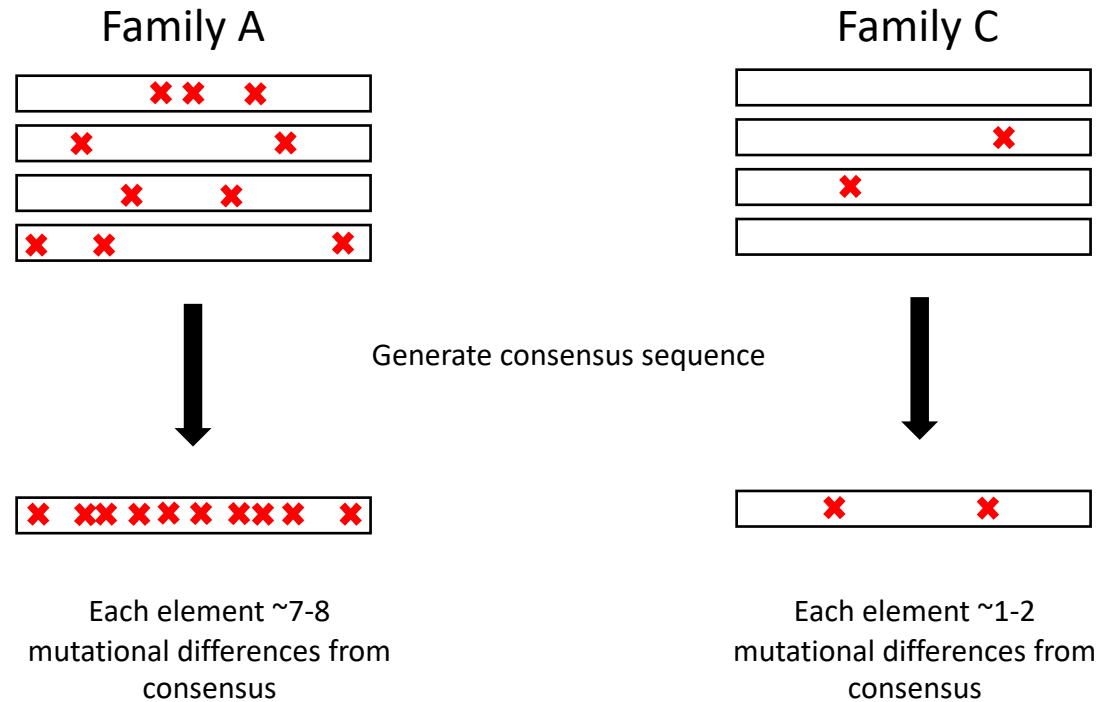 Family A
Family C
Generate consensus sequence
Each element ~7-8
mutational differences from
consensus
Each element ~1-2
mutational differences from
consensus